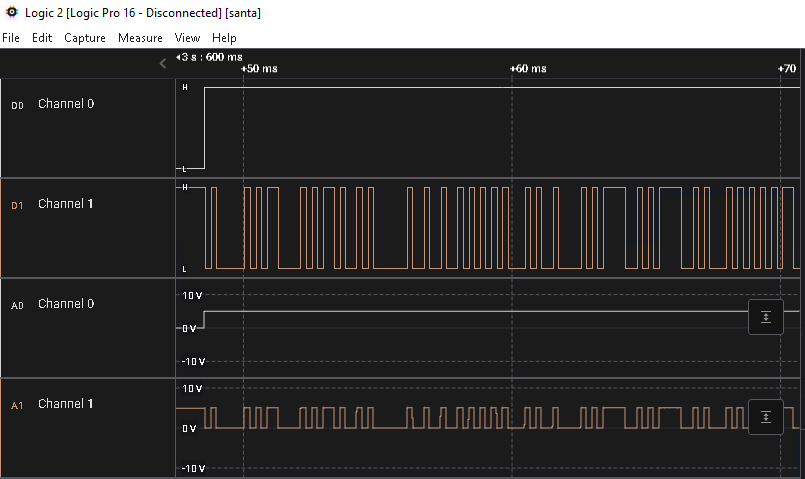 Logic 2 [Logic Pro 16 - Disconnected] [santa]
File Edit Capture Measure View Help
3 s : 600 ms
+50 ms +60 ms +70
D0 Channel 0
H
L
D1 Channel 1
H
L
A0 Channel 0
10 V
0 V
-10 V
A1 Channel 1
10 V
0 V
-10 V